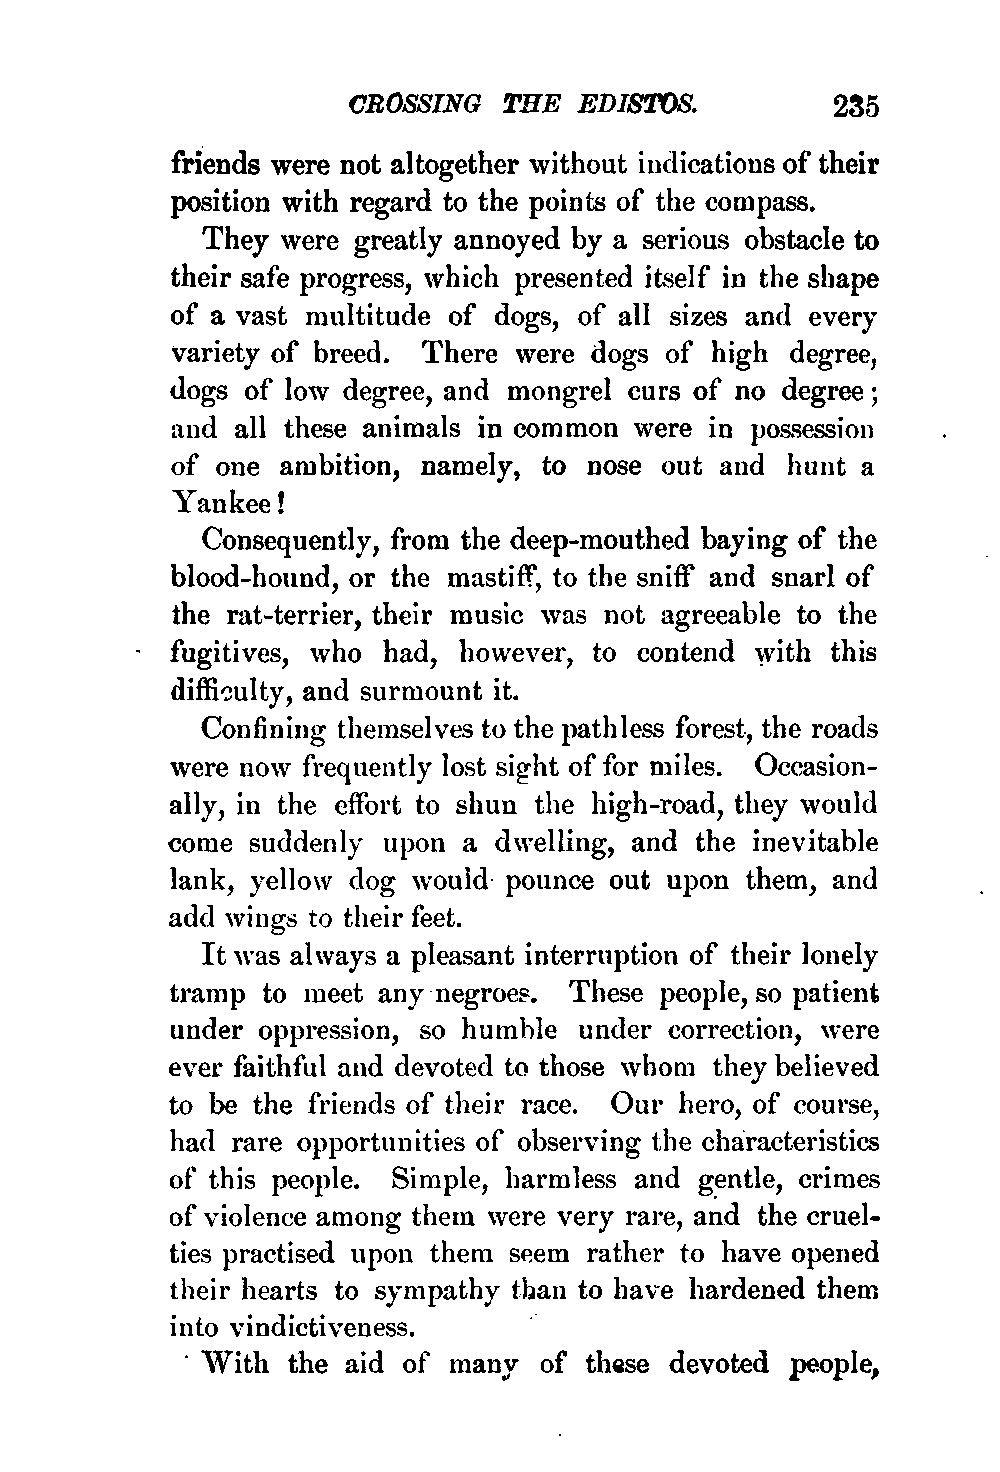 CROSSING THE EDISTOS. 235
friends were not altogether without indications of their
position with regard to the points of the compass.
They were greatly annoyed by a serious obstacle to
their safe progress, which presented itself in the shape
of a vast multitude of dogs, of all sizes and every
variety of breed. There were dogs of high degree,
dogs of low degree, and mongrel curs of no degree;
and all these animals in common were in possession
of one ambition, namely, to nose out and hunt a
Yankee!
Consequently, from the deep-mouthed baying of the
blood-hound, or the mastiff, to the sniff and snarl of
the rat-terrier, their music was not agreeable to the
fugitives, who had, however, to contend with this
difficulty, and surmount it.
Confining themselves to the pathless forest, the roads
were now frequently lost sight of for miles. Occasion-
ally, in the effort to shun the high-road, they would
come suddenly upon a dwelling, and the inevitable
lank, yellow dog would pounce out upon them, and
add wings to their feet.
It was always a pleasant interruption of their lonely
tramp to meet any negroes. These people, so patient
under oppression, so humble under correction, were
ever faithful and devoted to those whom they believed
to be the friends of their race. Our hero, of course,
had rare opportunities of observing the characteristics
of this people. Simple, harmless and gentle, crimes
of violence among them were very rare, and the cruel-
ties practised upon them seem rather to have opened
their hearts to sympathy than to have hardened them
into vindictiveness.
With the aid of many of these devoted people,